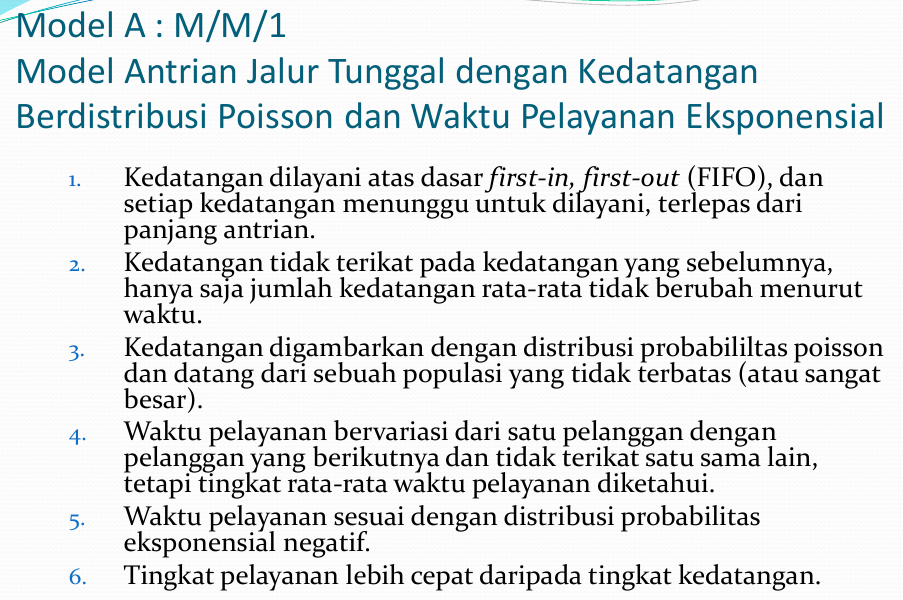 Model A : M/M/1
Model Antrian Jalur Tunggal dengan Kedatangan
Berdistribusi Poisson dan Waktu Pelayanan Eksponensial
1. Kedatangan dilayani atas dasar first-in, first-out (FIFO), dan
setiap kedatangan menunggu untuk dilayani, terlepas dari
panjang antrian.
2. Kedatangan tidak terikat pada kedatangan yang sebelumnya,
hanya saja jumlah kedatangan rata-rata tidak berubah menurut
waktu.
3. Kedatangan digambarkan dengan distribusi probabililtas poisson
dan datang dari sebuah populasi yang tidak terbatas (atau sangat
besar).
4. Waktu pelayanan bervariasi dari satu pelanggan dengan
pelanggan yang berikutnya dan tidak terikat satu sama lain,
tetapi tingkat rata-rata waktu pelayanan diketahui.
5. Waktu pelayanan sesuai dengan distribusi probabilitas
eksponensial negatif.
6. Tingkat pelayanan lebih cepat daripada tingkat kedatangan.